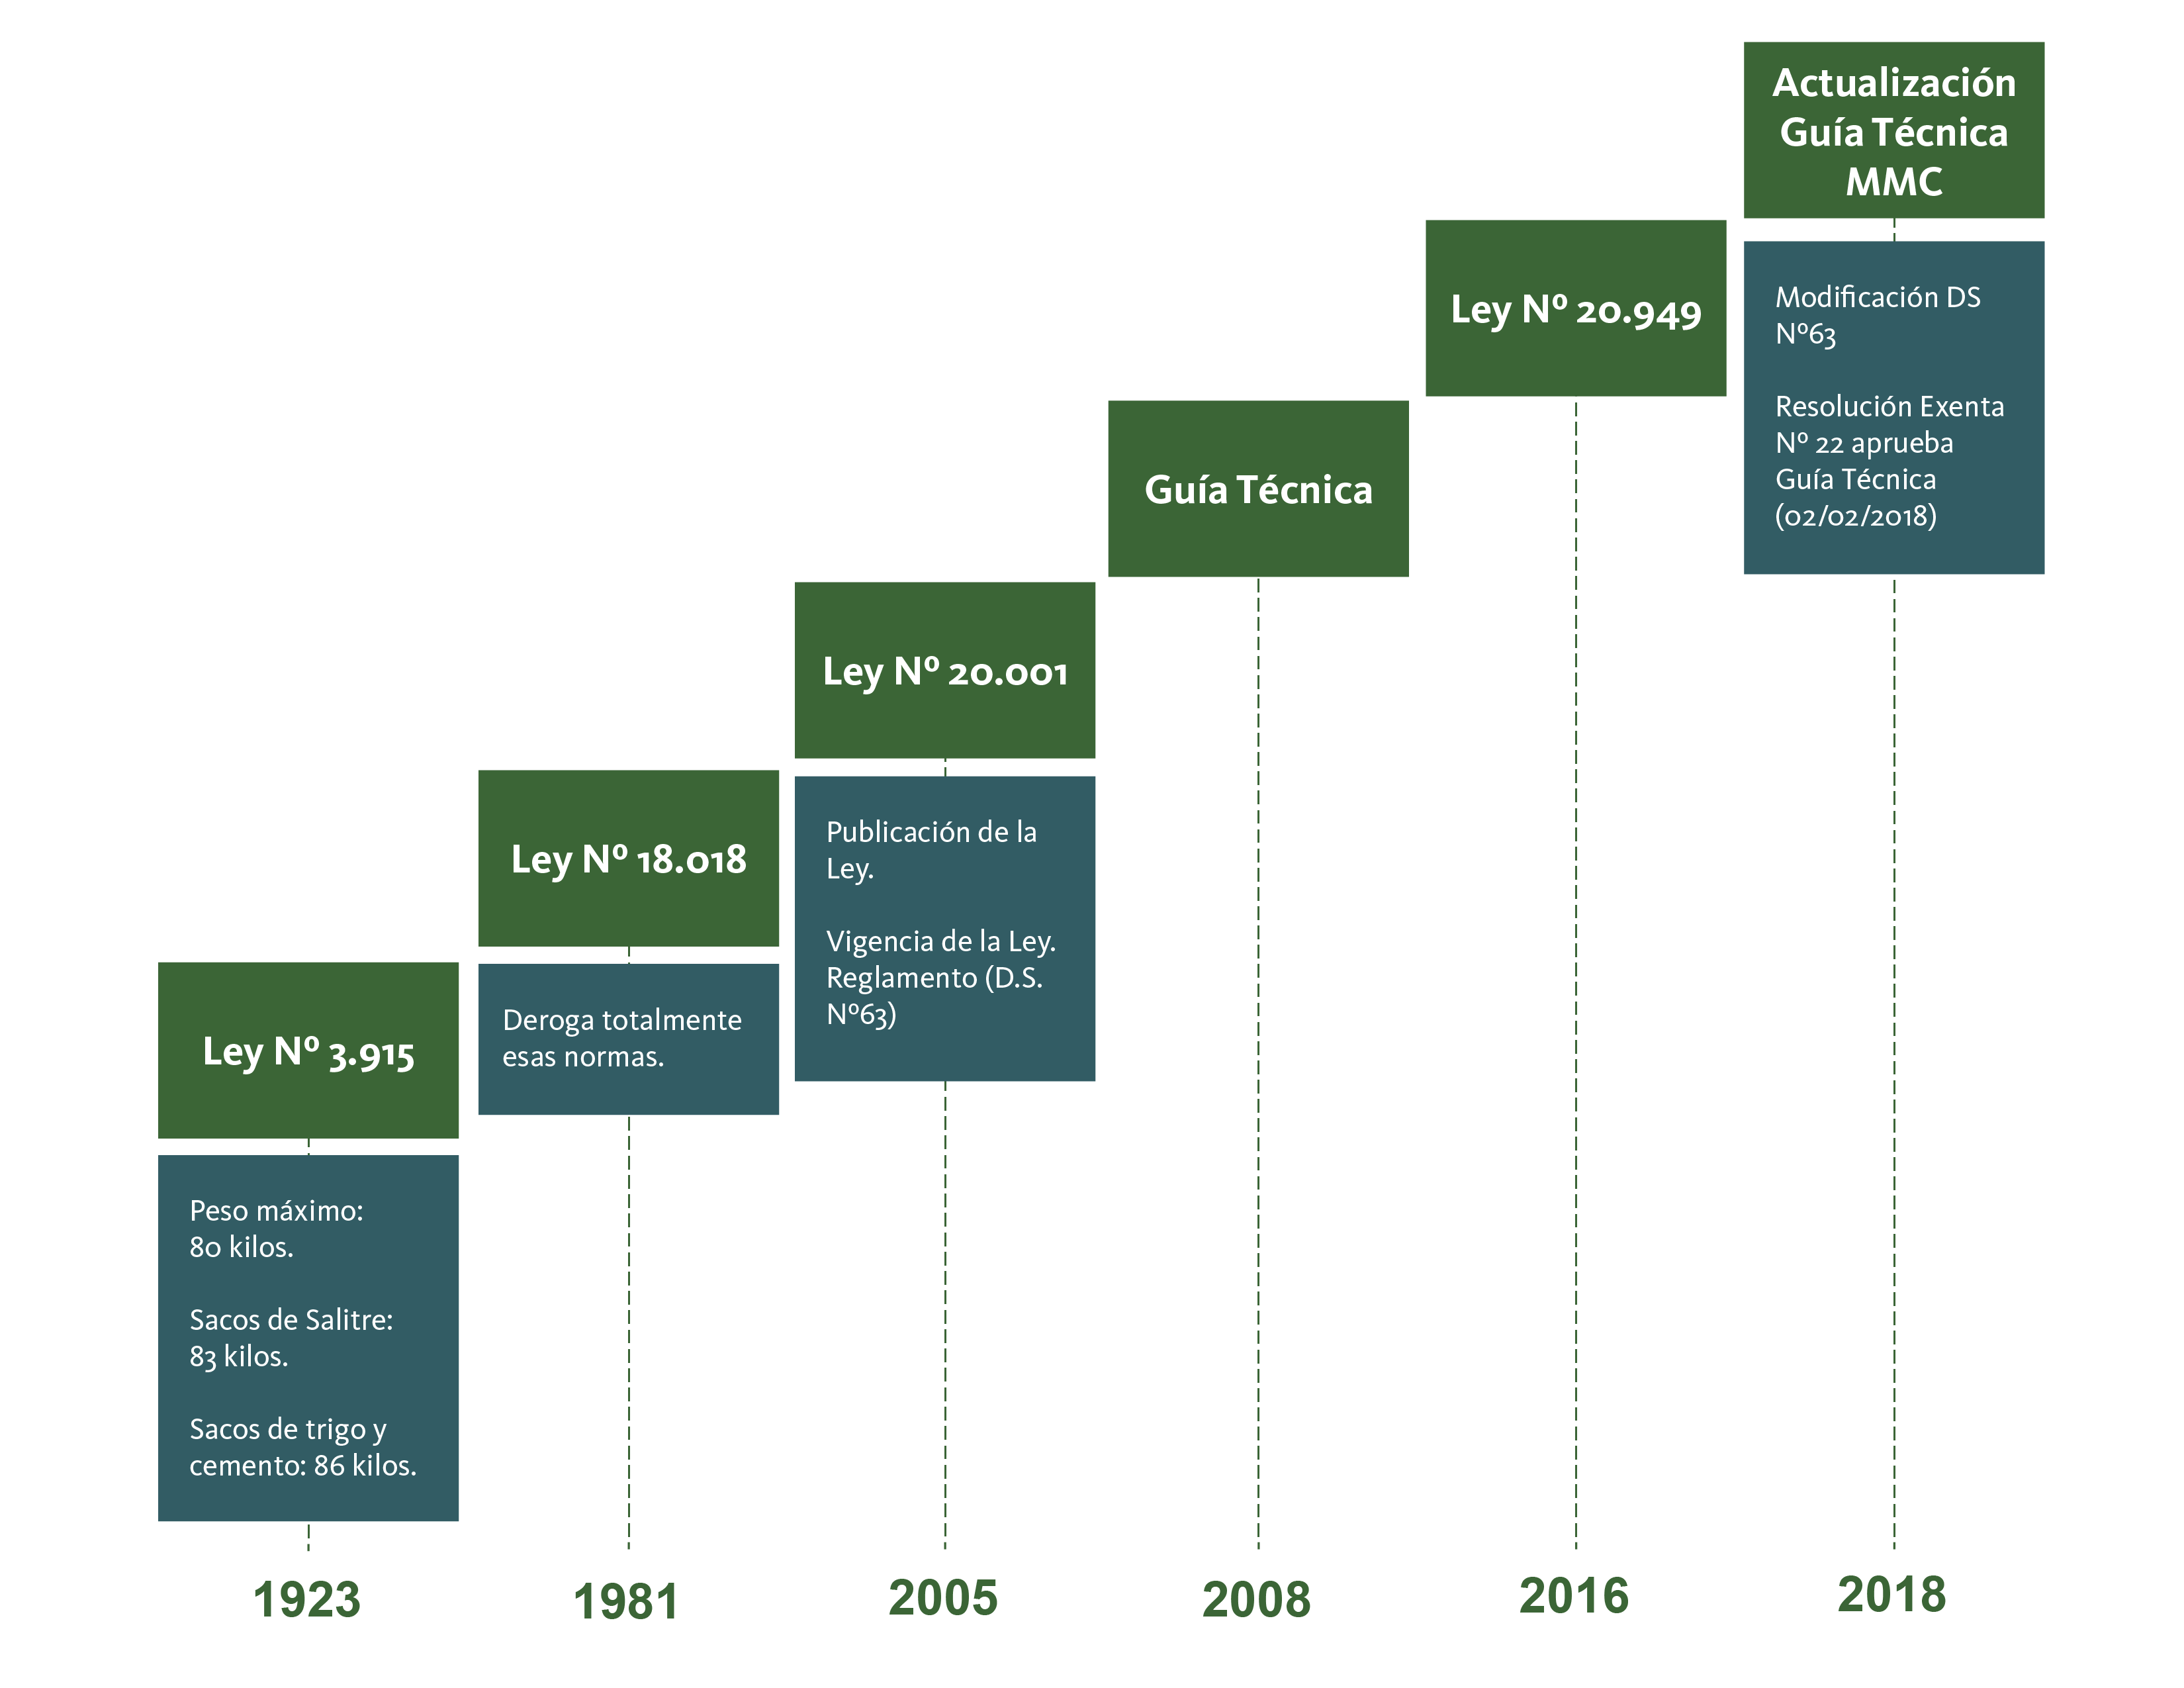 Ley Nº 3.915
Peso máximo:
80 kilos.
Sacos de Salitre:
83 kilos.
Sacos de trigo y
cemento: 86 kilos.
1923
Ley Nº 18.018
Deroga totalmente
esas normas.
1981
Ley Nº 20.001
Publicación de la
Ley.
Vigencia de la Ley.
Reglamento (D.S.
Nº63)
2005
Guía Técnica
2008
Ley Nº 20.949
2016
Actualización
Guía Técnica
MMC
Modificación DS
Nº63
Resolución Exenta
Nº 22 aprueba
Guía Técnica
(02/02/2018)
2018